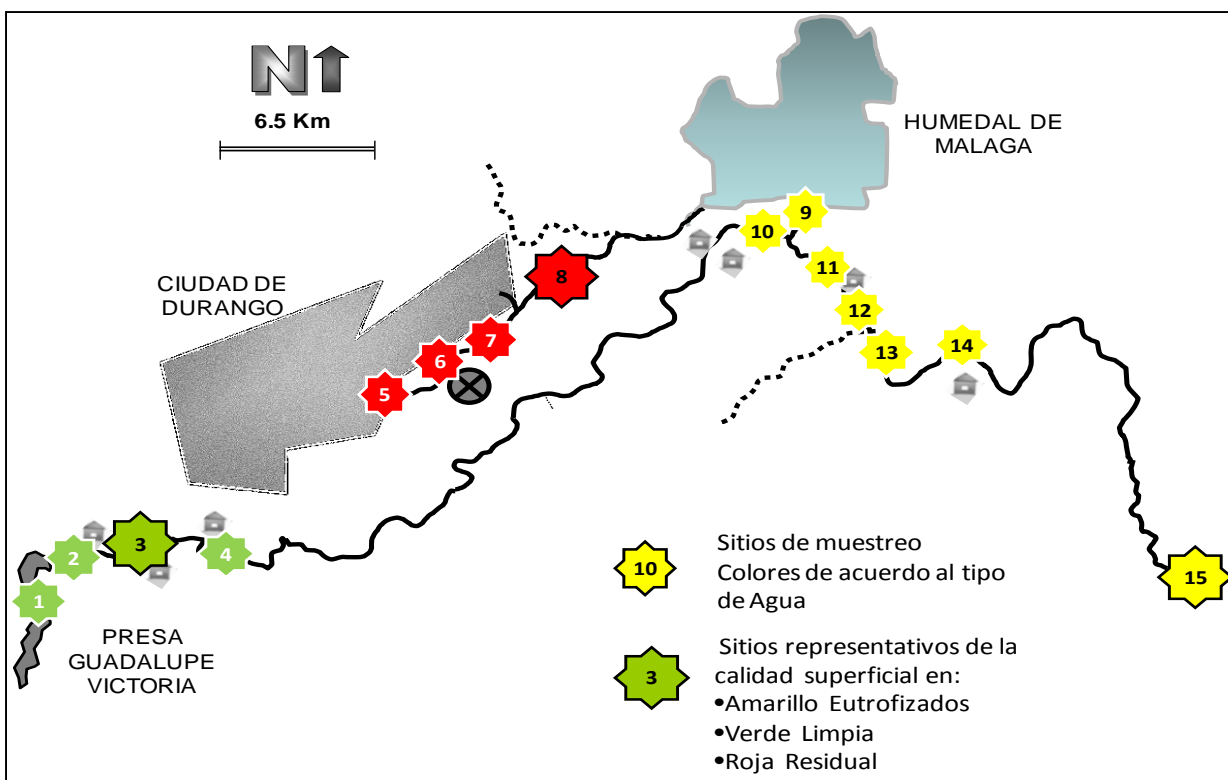 N
6.5 Km
HUMEDAL DE
MALAGA
CIUDAD DE
DURANGO
9
10
8
11
7
12
6
13
14
5
3
2
4
1
15
PRESA
GUADALUPE
VICTORIA
10
Sitios de muestreo
Colores de acuerdo al tipo
de Agua
3
Sitios representativos de la
calidad superficial en:
•Amarillo Eutrofizados
•Verde Limpia
•Roja Residual